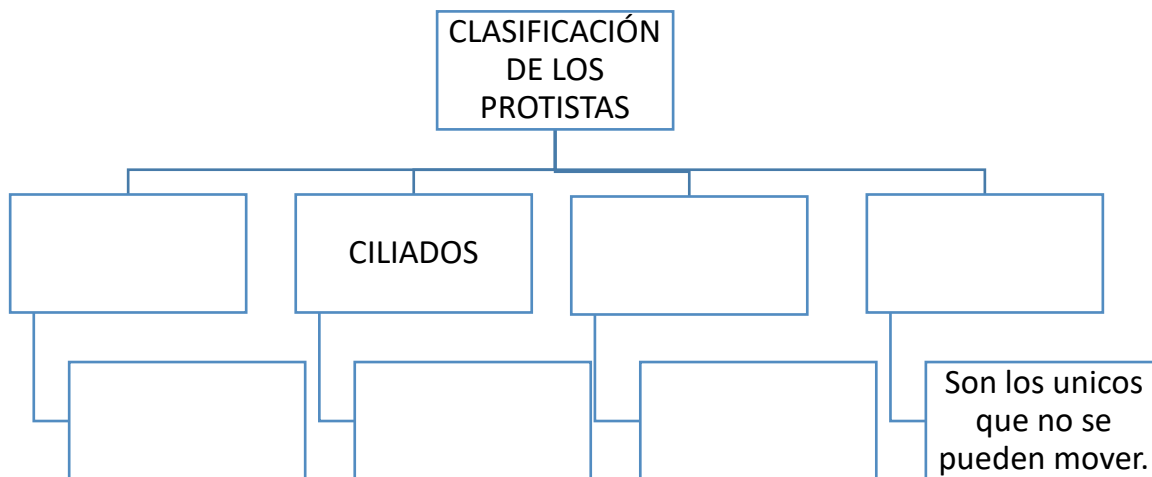 CLASIFICACIÓN
DE LOS
PROTISTAS
CILIADOS
Son los unicos
que no se
pueden mover.